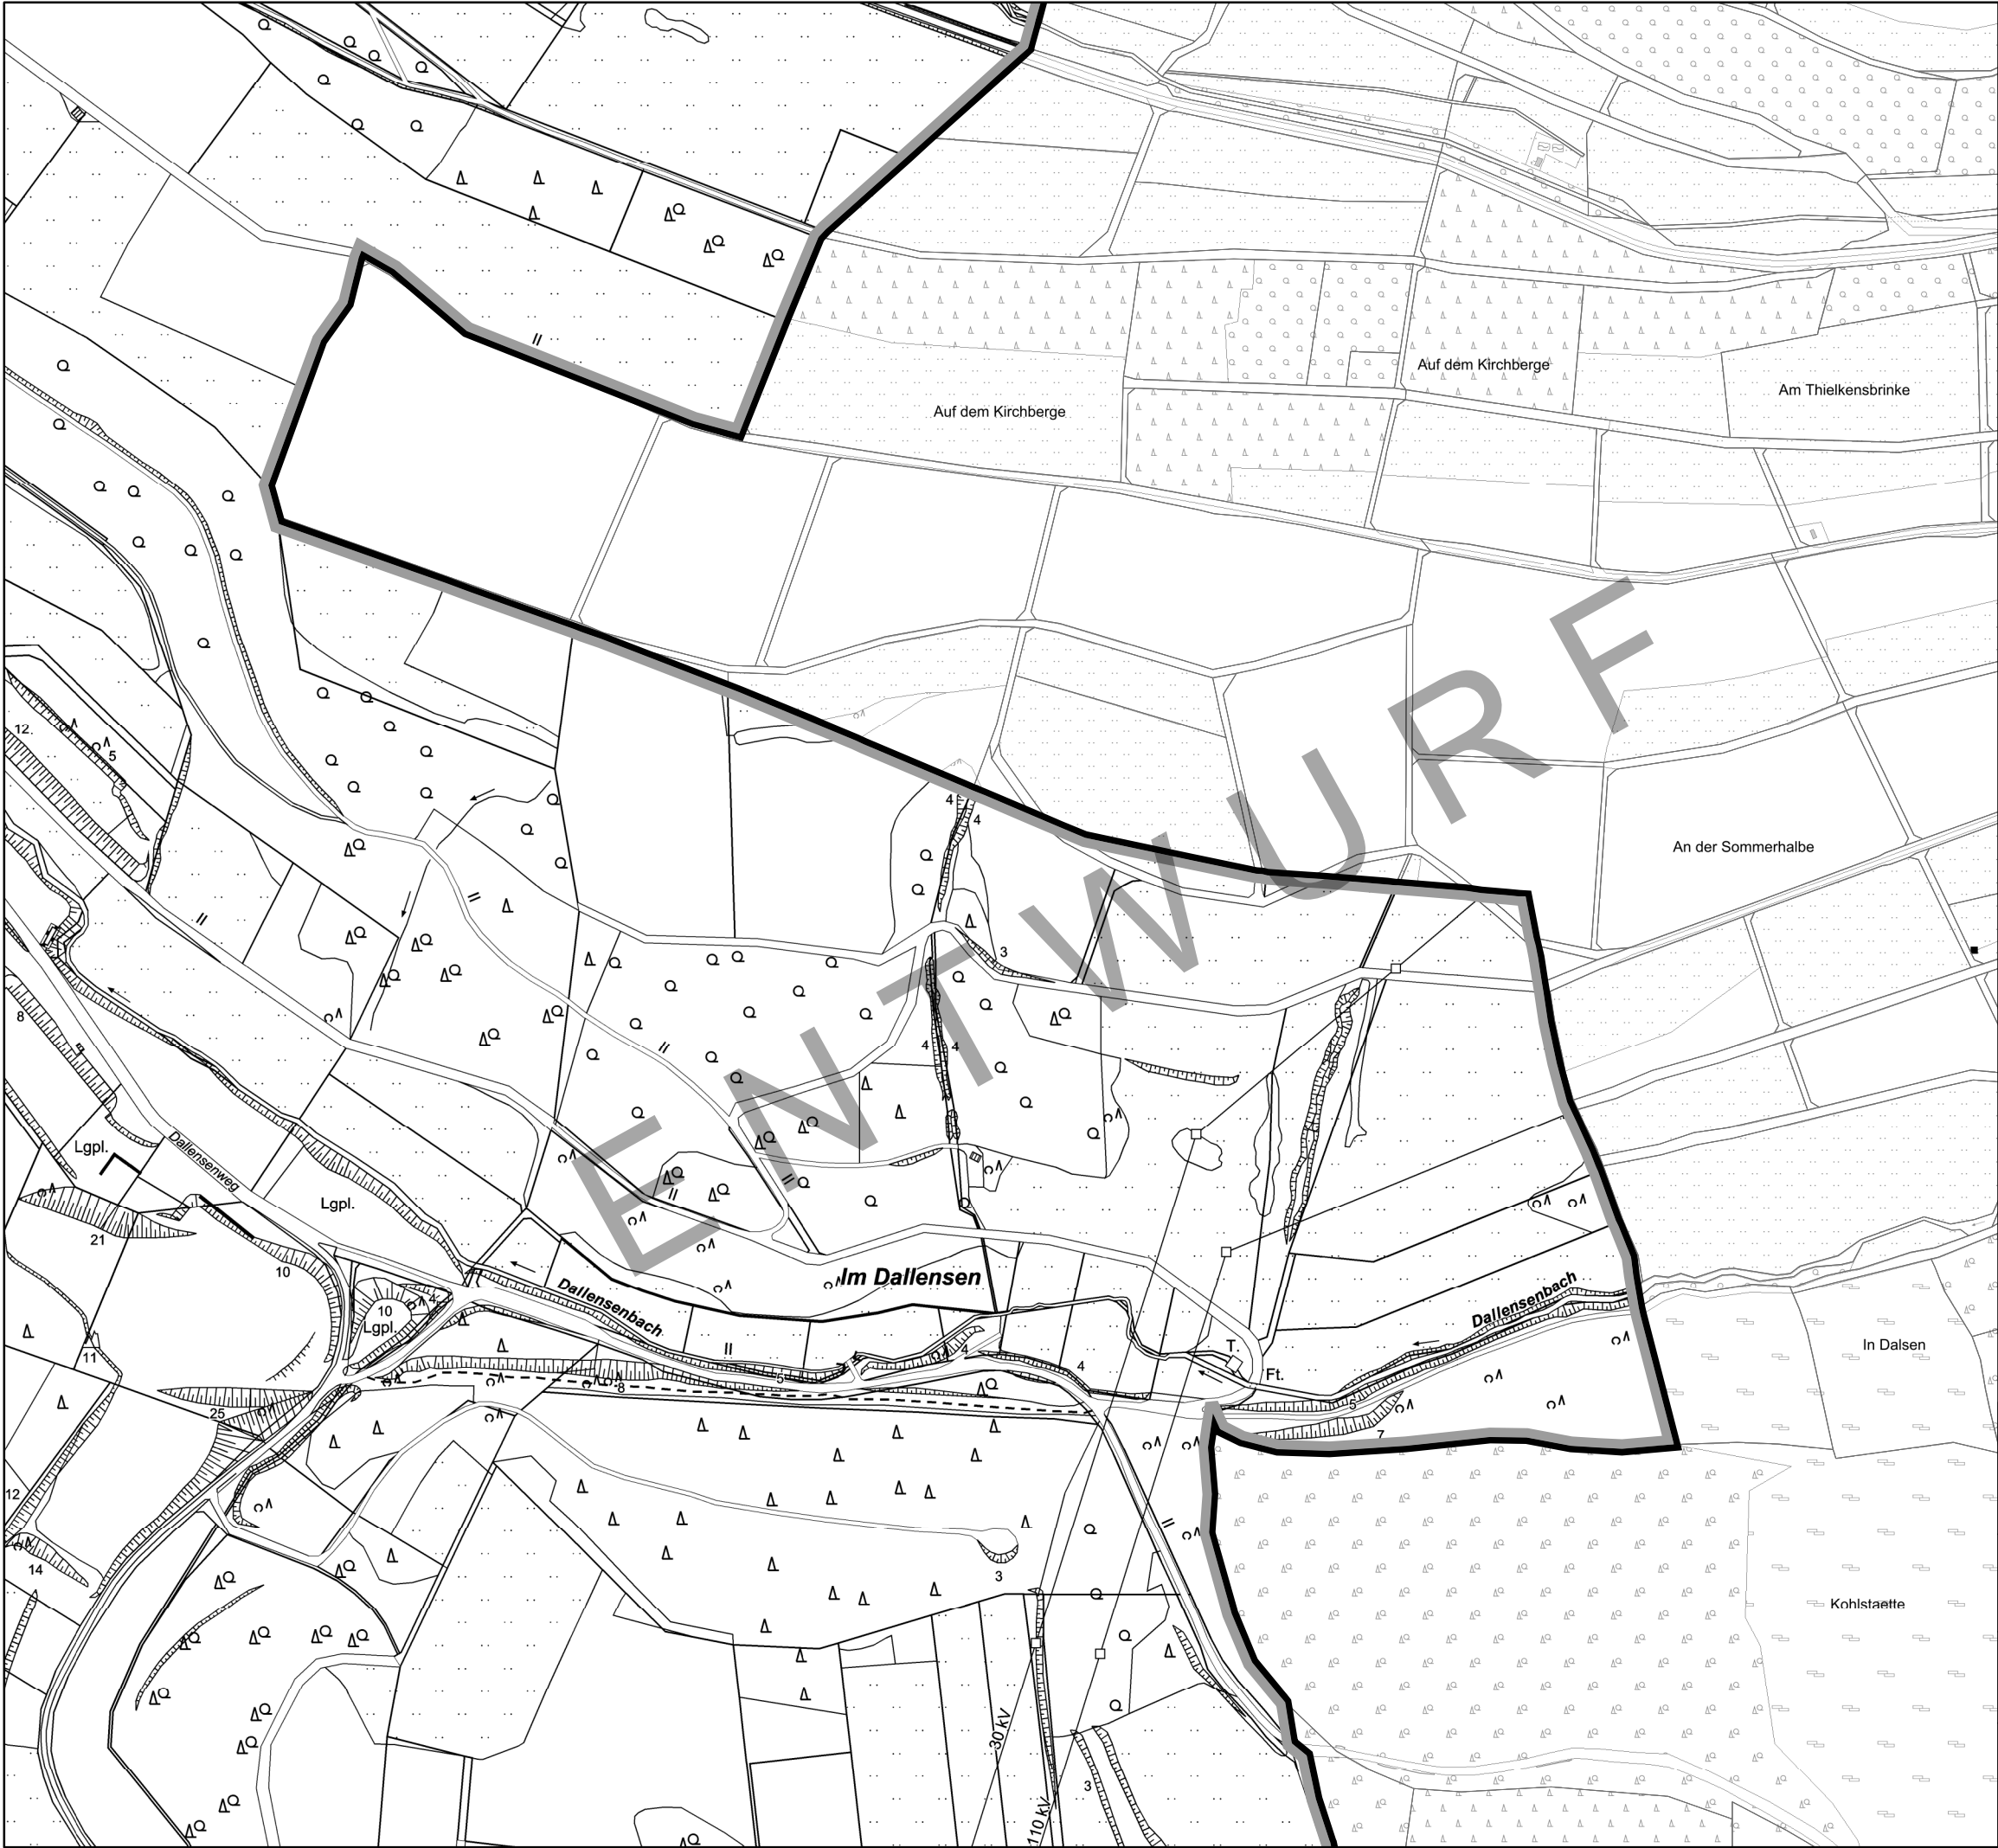 Auf dem Kirchberge
Am Thielkensbrinke
Auf dem Kirchberge
ENTWURF
12.
5
4
4
An der Sommerhalbe
3
8
4
4
Lgpl.
Dallensenweg
Lgpl.
21
10
Im Dallensen
Dallensenbach
Dallensenbach
10
4
Lgpl.
In Dalsen
T.
11
4
4
Ft.
5
8
5
25
7
12
14
3
Kohlstaette
30 kV
3
110 kV